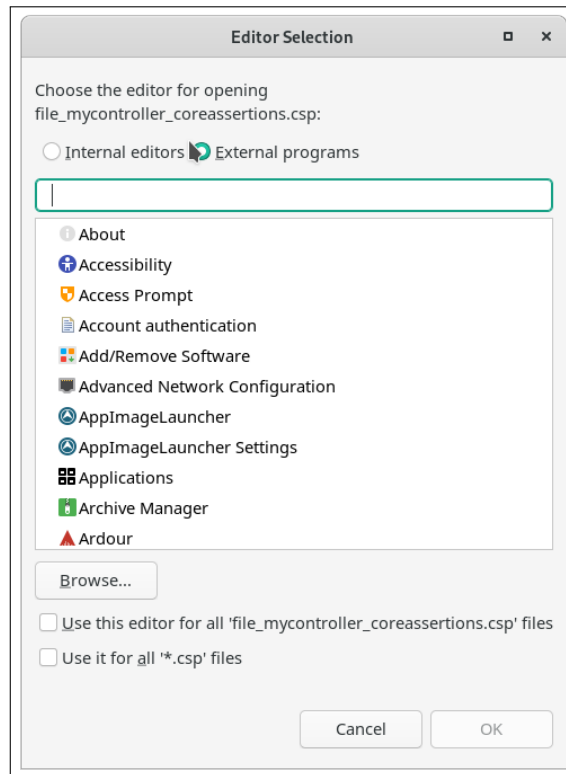 Editor Selection
Choose the editor for opening
file_mycontroller_coreassertions.csp:
Internal editors External programs
About
Accessibility
Access Prompt
Account authentication
Add/Remove Software
Advanced Network Configuration
AppImageLauncher
AppImageLauncher Settings
Applications
Archive Manager
Ardour
Browse...
Use this editor for all 'file_mycontroller_coreassertions.csp' files
Use it for all '*.csp' files
Cancel OK